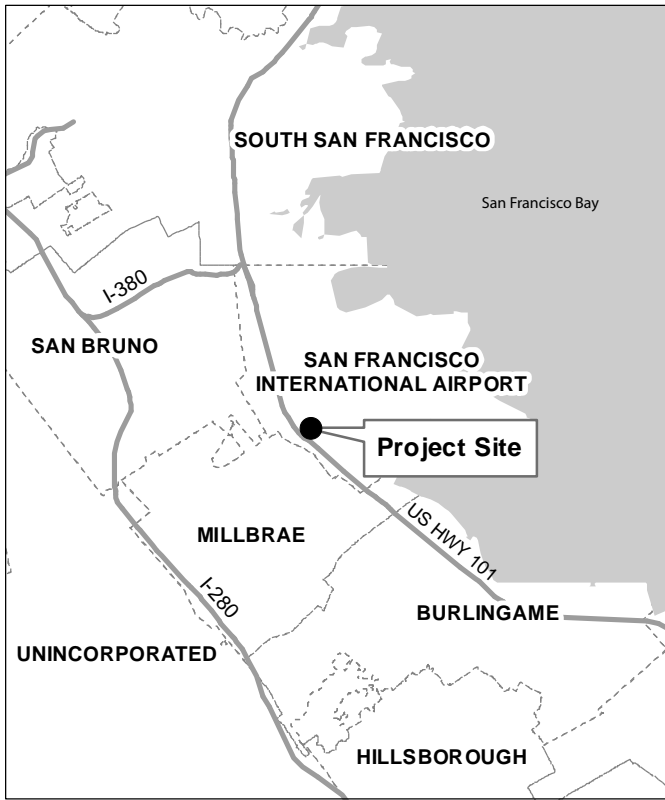 SOUTH SAN FRANCISCO
San Francisco Bay
I-380
SAN BRUNO
SAN FRANCISCO
INTERNATIONAL AIRPORT
Project Site
US HWY 101
MILLBRAE
I-280
BURLINGAME
UNINCORPORATED
HILLSBOROUGH